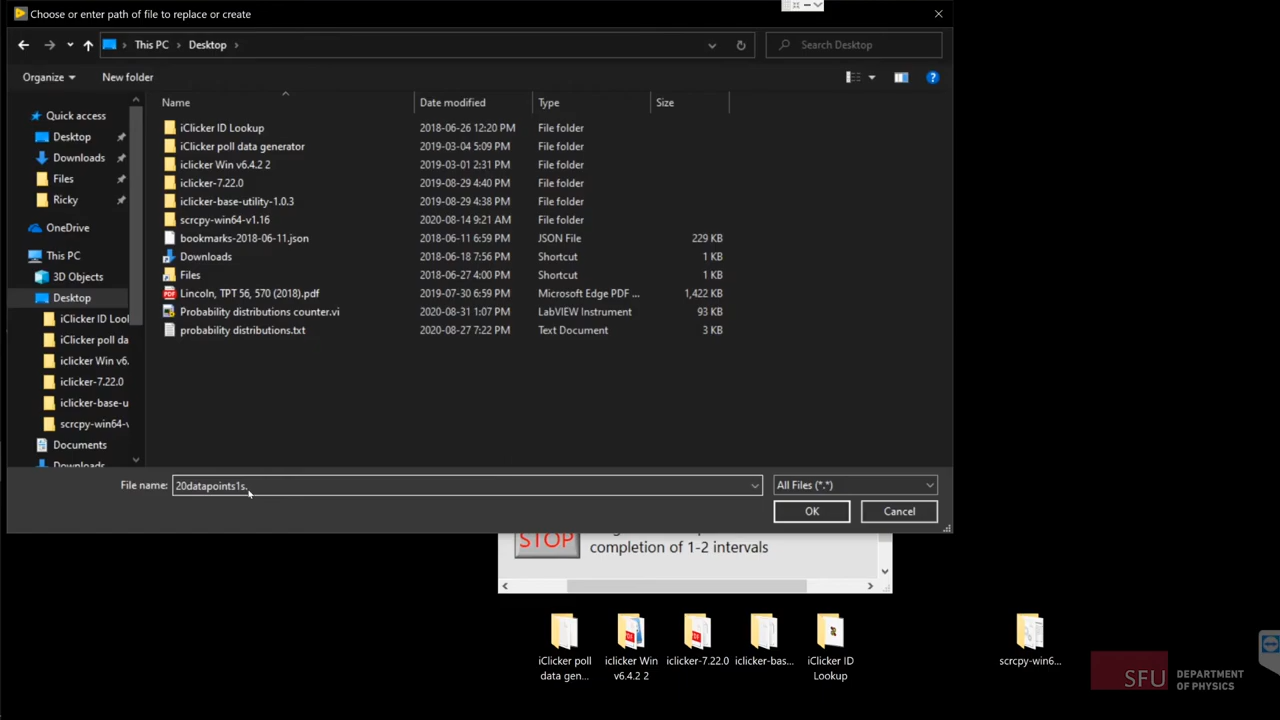 Choose or enter path of file to replace or create
This PC > Desktop >
Search Desktop
Organize
New folder
Name Date modified Type Size
Quick access
Desktop
Downloads
Files
Ricky
OneDrive
This PC
3D Objects
Desktop
iClicker ID Lool
iClicker poll da
iclicker Win v6.
iclicker-7.22.0
iclicker-base-u
scrcpy-win64-v
Documents
Downloads
iClicker ID Lookup 2018-06-26 12:20 PM File folder
iClicker poll data generator 2019-03-04 5:09 PM File folder
iclicker Win v6.4.2 2 2019-03-01 2:31 PM File folder
iclicker-7.22.0 2019-08-29 4:40 PM File folder
iclicker-base-utility-1.0.3 2019-08-29 4:38 PM File folder
scrcpy-win64-v1.16 2020-08-14 9:21 AM File folder
bookmarks-2018-06-11.json 2018-06-11 6:59 PM JSON File 229 KB
Downloads 2018-06-18 7:56 PM Shortcut 1 KB
Files 2018-06-27 4:00 PM Shortcut 1 KB
Lincoln, TPT 56, 570 (2018).pdf 2019-07-30 6:59 PM Microsoft Edge PDF ... 1,422 KB
Probability distributions counter.vi 2020-08-31 1:07 PM LabVIEW Instrument 93 KB
probability distributions.txt 2020-08-27 7:22 PM Text Document 3 KB
File name: 20datapoints1s.
All Files (*.*)
OK Cancel
STOP
completion of 1-2 intervals
iClicker poll
data gen...
iclicker Win
v6.4.2 2
iclicker-7.22.0
iclicker-bas...
iClicker ID
Lookup
scrcpy-win6...
SFU
DEPARTMENT
OF PHYSICS